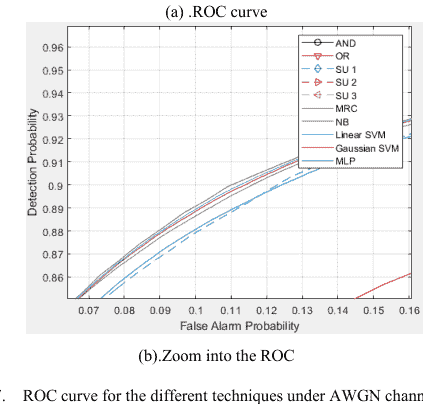 (a) .ROC curve
AND
OR
SU 1
SU 2
SU 3
MRC
NB
Linear SVM
Gaussian SVM
MLP
Detection Probability
0.96
0.95
0.94
0.93
0.92
0.91
0.9
0.89
0.88
0.87
0.86
0.07 0.08 0.09 0.1 0.11 0.12 0.13 0.14 0.15 0.16
False Alarm Probability
(b).Zoom into the ROC
ROC curve for the different techniques under AWGN chann